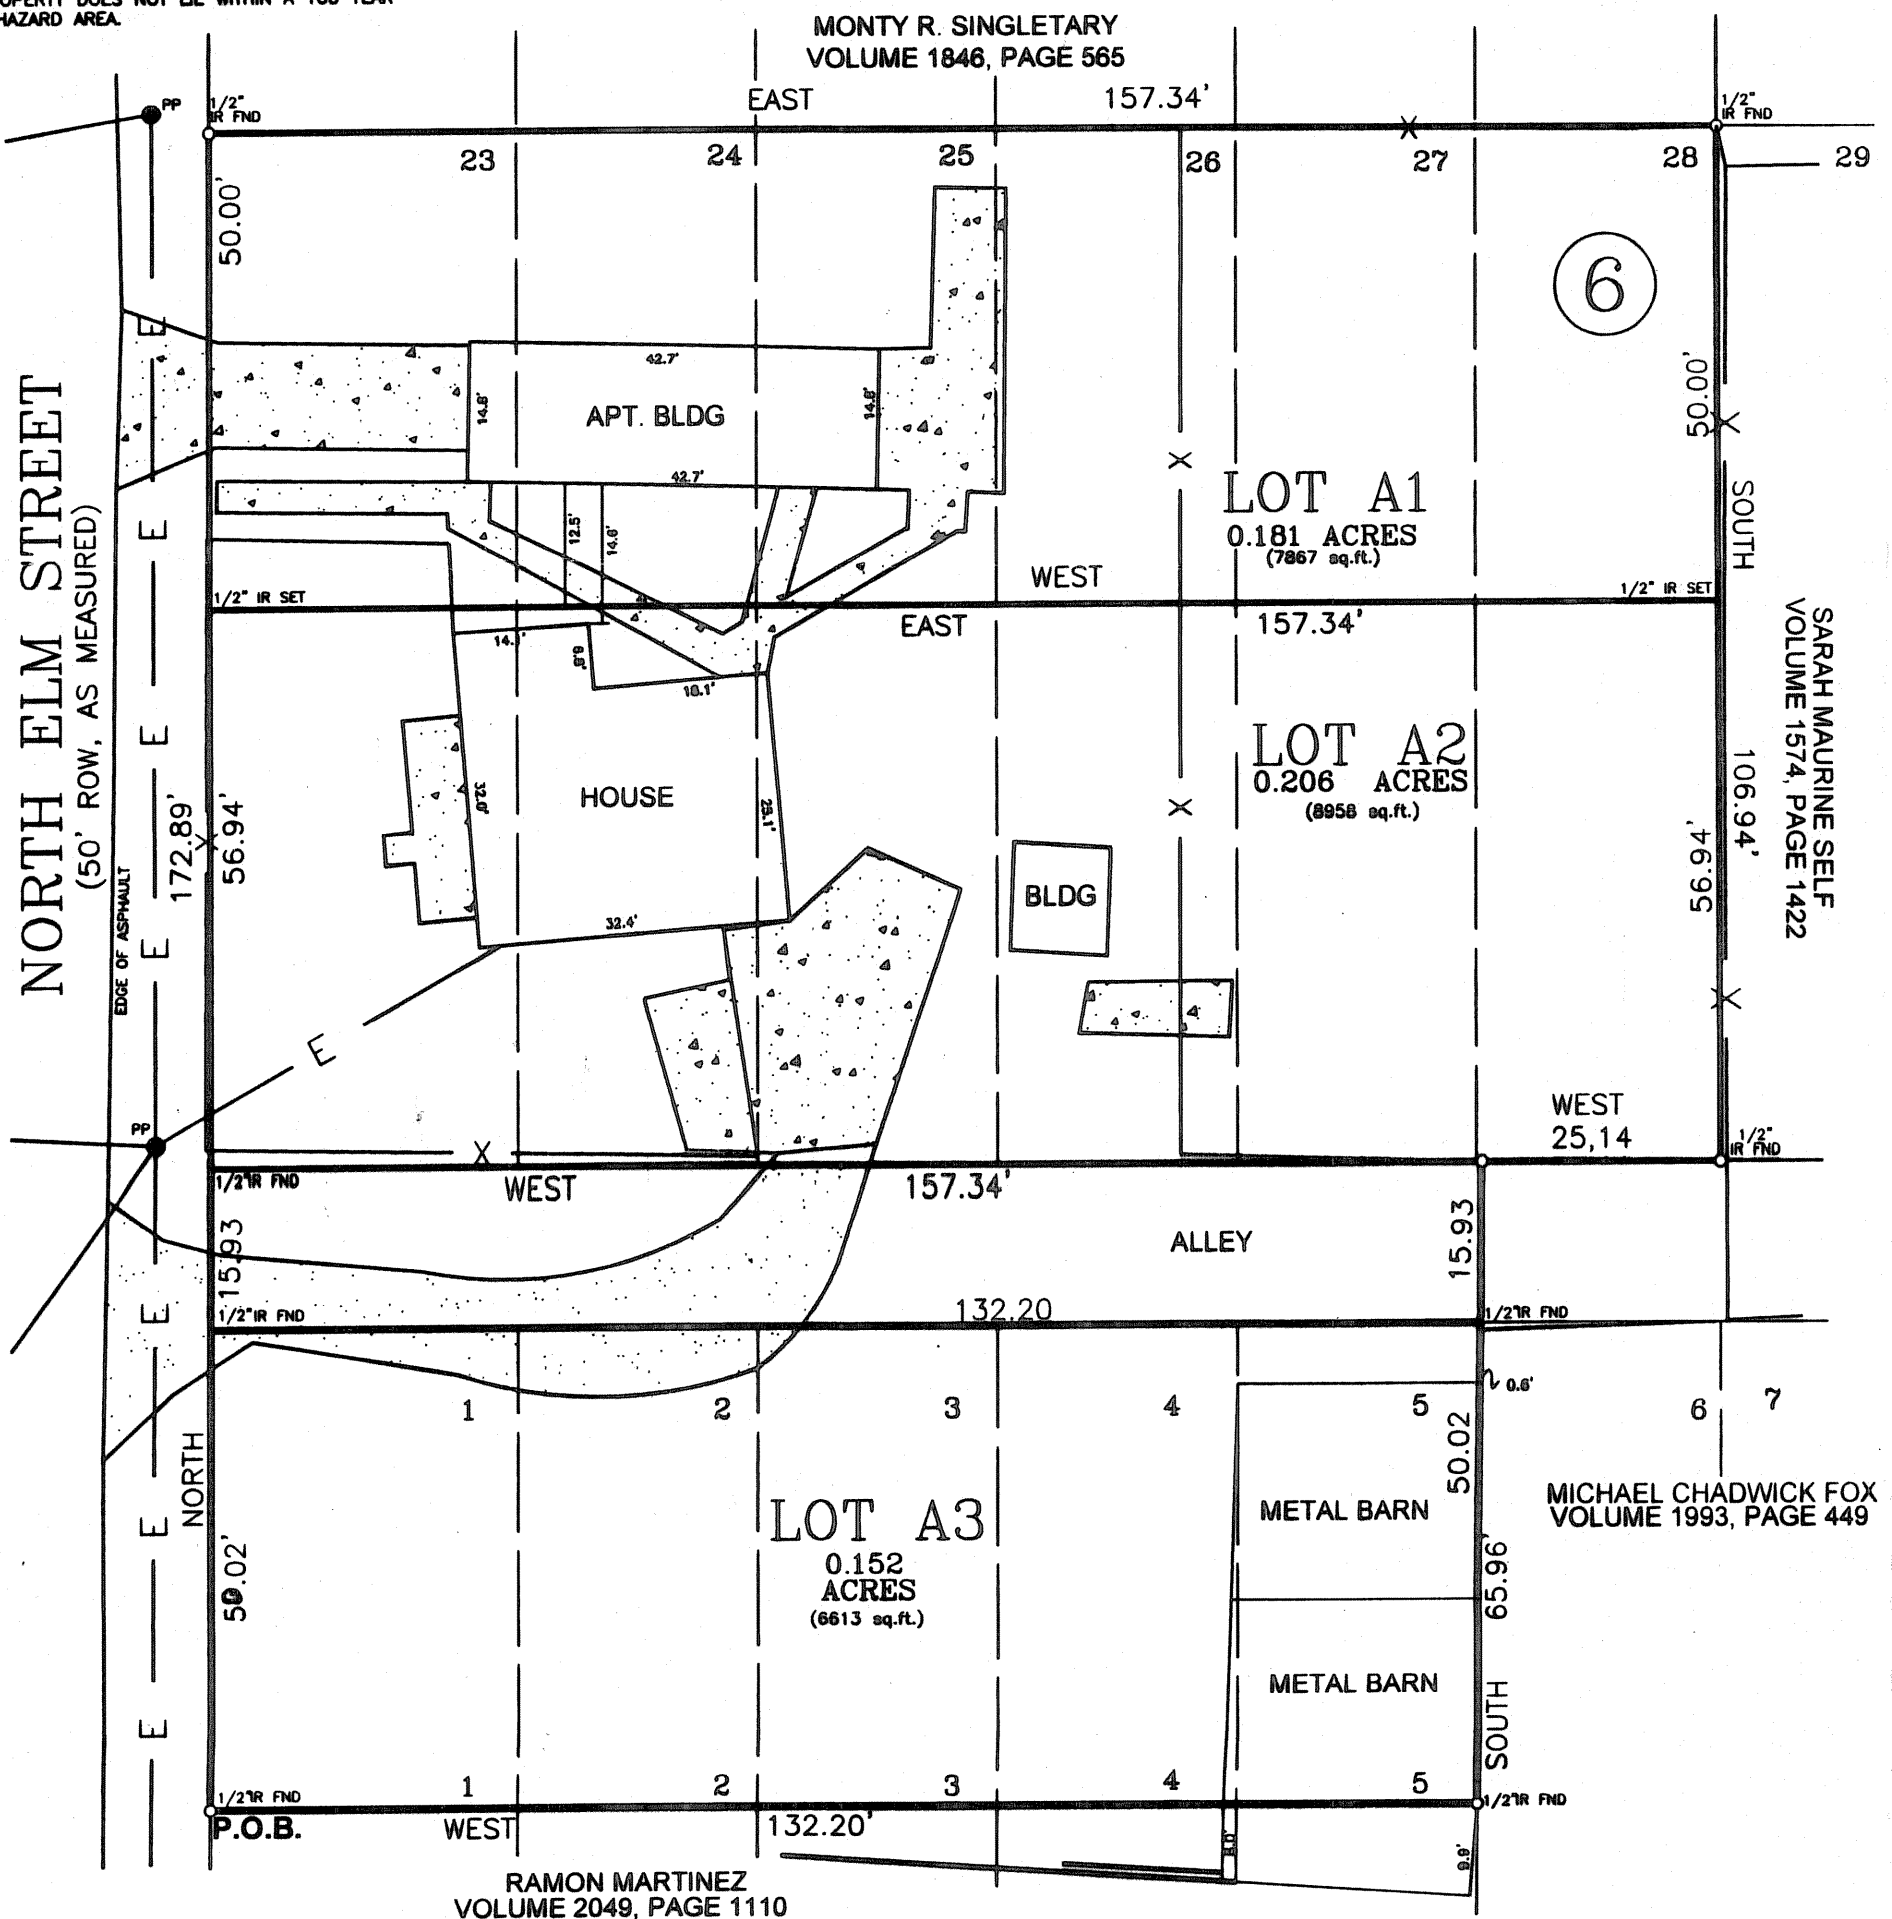 PROPERTY DOES NOT LIE WITHIN A 100 YEAR
HAZARD AREA.
MONTY R. SINGLETARY
VOLUME 1846, PAGE 565
PP
1/2"
IR FND
EAST
157.34'
1/2"
IR FND
23
24
25
26
27
28
29
50.00'
6
E
42.7'
14.8'
APT. BLDG
14.8'
42.7'
50.00'
NORTH ELM STREET
(50' ROW, AS MEASURED)
E
12.5'
14.6'
LOT A1
0.181 ACRES
(7867 sq.ft.)
SOUTH
WEST
1/2" IR SET
1/2" IR SET
EAST
157.34'
14.1'
18.1'
SARAH MAURINE SELF
VOLUME 1574, PAGE 1422
E
LOT A2
0.206 ACRES
(8958 sq.ft.)
HOUSE
32.0'
25.1'
172.89'
56.94'
106.94'
56.94'
EDGE OF ASPHAULT
BLDG
32.4'
E
E
PP
WEST
25,14
1/2"
IR FND
1/2"IR FND
WEST
157.34'
15.93
ALLEY
15.93
E
1/2"IR FND
132.20
1/2"IR FND
0.6'
1
2
3
4
5
6
7
50.02
NORTH
E
LOT A3
0.152
ACRES
(6613 sq.ft.)
METAL BARN
MICHAEL CHADWICK FOX
VOLUME 1993, PAGE 449
50.02'
65.96'
METAL BARN
SOUTH
E
1
2
3
4
5
1/2"IR FND
1/2"IR FND
P.O.B.
WEST
132.20'
9.9'
RAMON MARTINEZ
VOLUME 2049, PAGE 1110